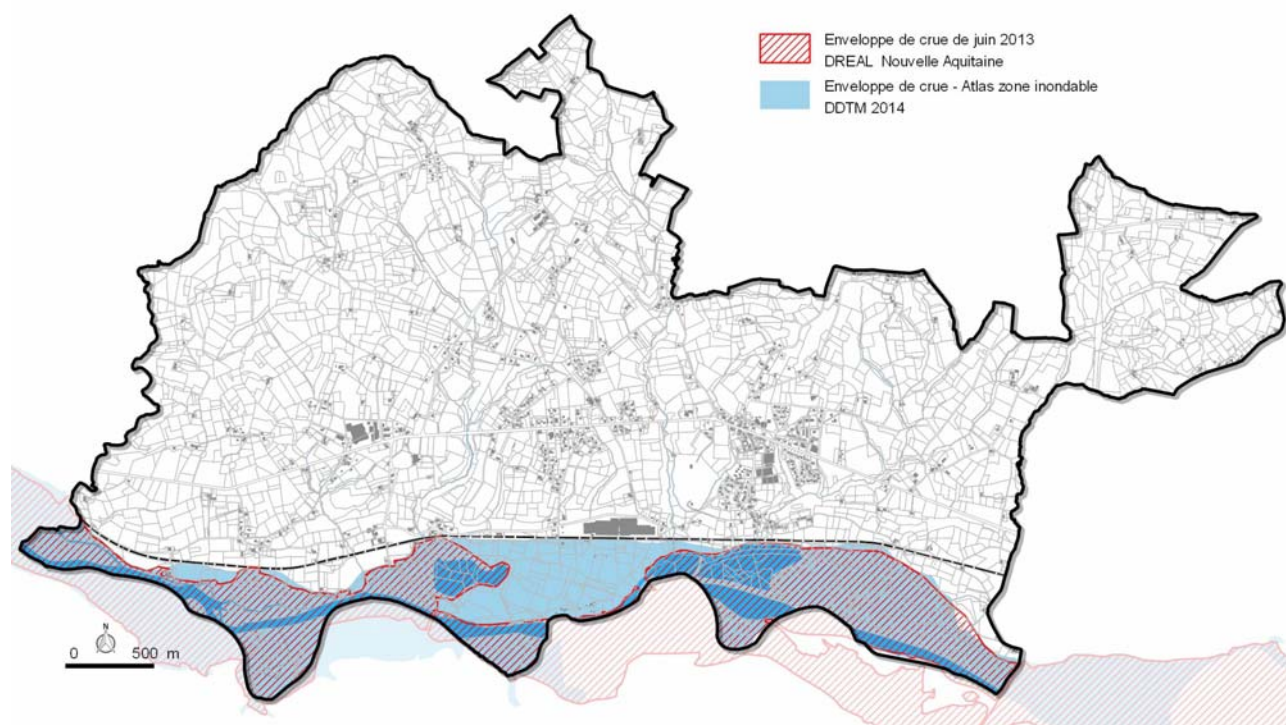 Enveloppe de crue de juin 2013
DREAL Nouvelle Aquitaine
Enveloppe de crue - Atlas zone inondable
DDTM 2014
N
0 500 m